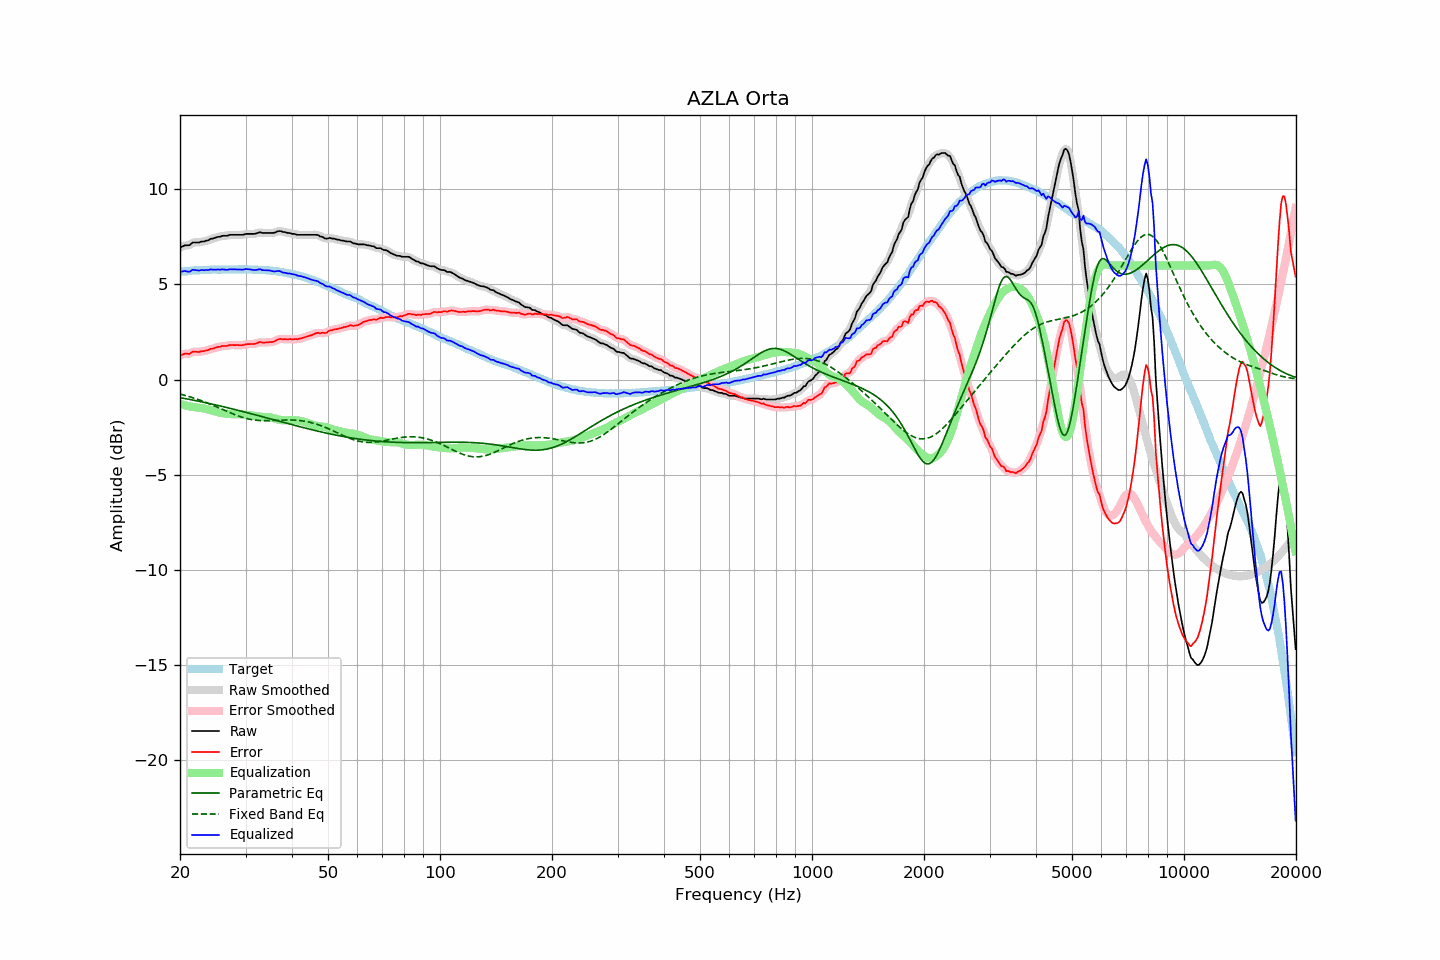 AZLA Orta
Amplitude (dBr)
10
5
0
−5
−10
−15
−20
Target
Raw Smoothed
Error Smoothed
Raw
Error
Equalization
Parametric Eq
Fixed Band Eq
Equalized
20 50 100 200 500 1000 2000 5000 10000 20000
Frequency (Hz)